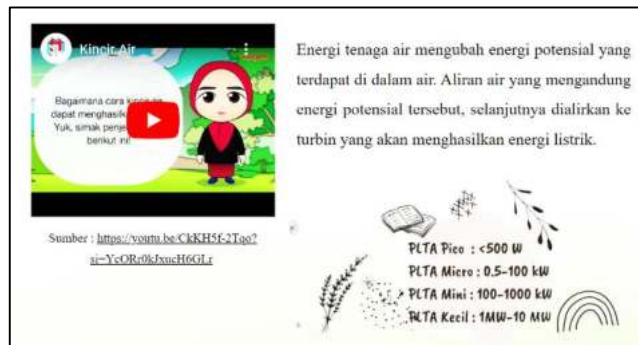 Kincir Air
Bagaimana cara
dapat menghasilk
Yuk, simak penje
berikut ini!
Sumber : https://youtu.be/CkKH5f-2Tqo?
si=YcORr0kJxucH6GLr
Energi tenaga air mengubah energi potensial yang
terdapat di dalam air. Aliran air yang mengandung
energi potensial tersebut, selanjutnya dialirkan ke
turbin yang akan menghasilkan energi listrik.
PLTA Pico : <500 W
PLTA Micro : 0.5-100 kW
PLTA Mini : 100-1000 kW
PLTA Kecil : 1MW-10 MW